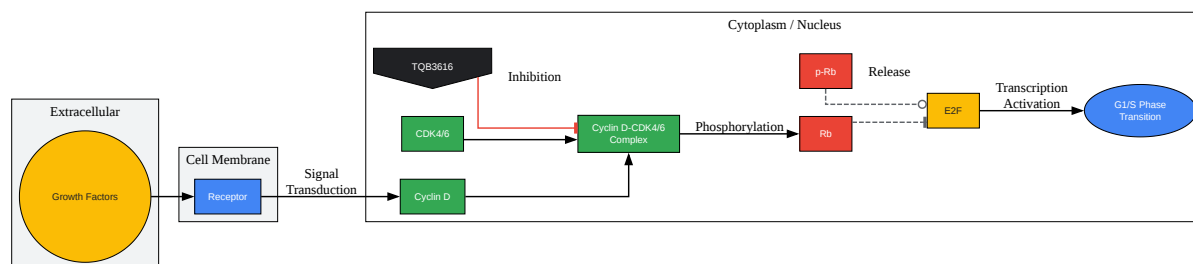 Cytoplasm / Nucleus
TQB3616
Inhibition
p-Rb
Release
Extracellular
CDK4/6
Cyclin D-CDK4/6
Complex
Phosphorylation
Rb
E2F
Transcription
Activation
G1/S Phase
Transition
Growth Factors
Cell Membrane
Receptor
Signal
Transduction
Cyclin D